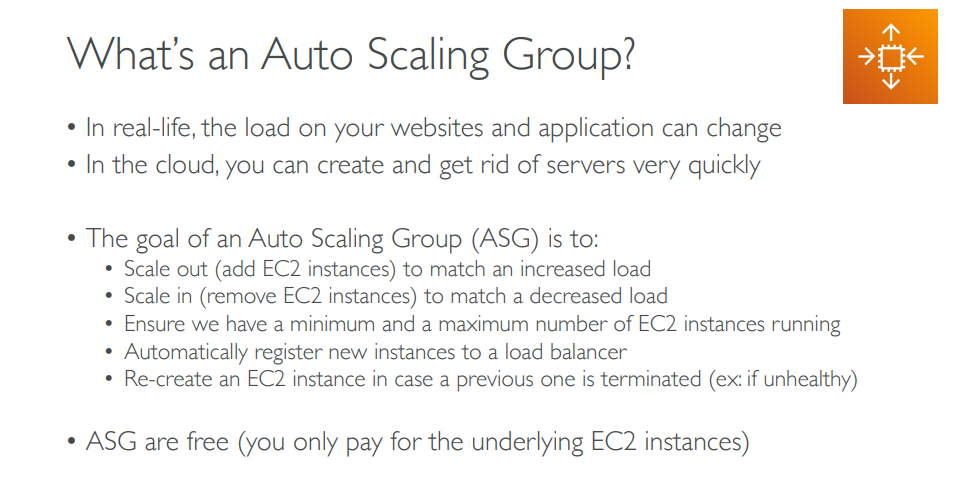 What's an Auto Scaling Group?
• In real-life, the load on your websites and application can change
• In the cloud, you can create and get rid of servers very quickly
• The goal of an Auto Scaling Group (ASG) is to:
• Scale out (add EC2 instances) to match an increased load
• Scale in (remove EC2 instances) to match a decreased load
• Ensure we have a minimum and a maximum number of EC2 instances running
• Automatically register new instances to a load balancer
• Re-create an EC2 instance in case a previous one is terminated (ex: if unhealthy)
• ASG are free (you only pay for the underlying EC2 instances)